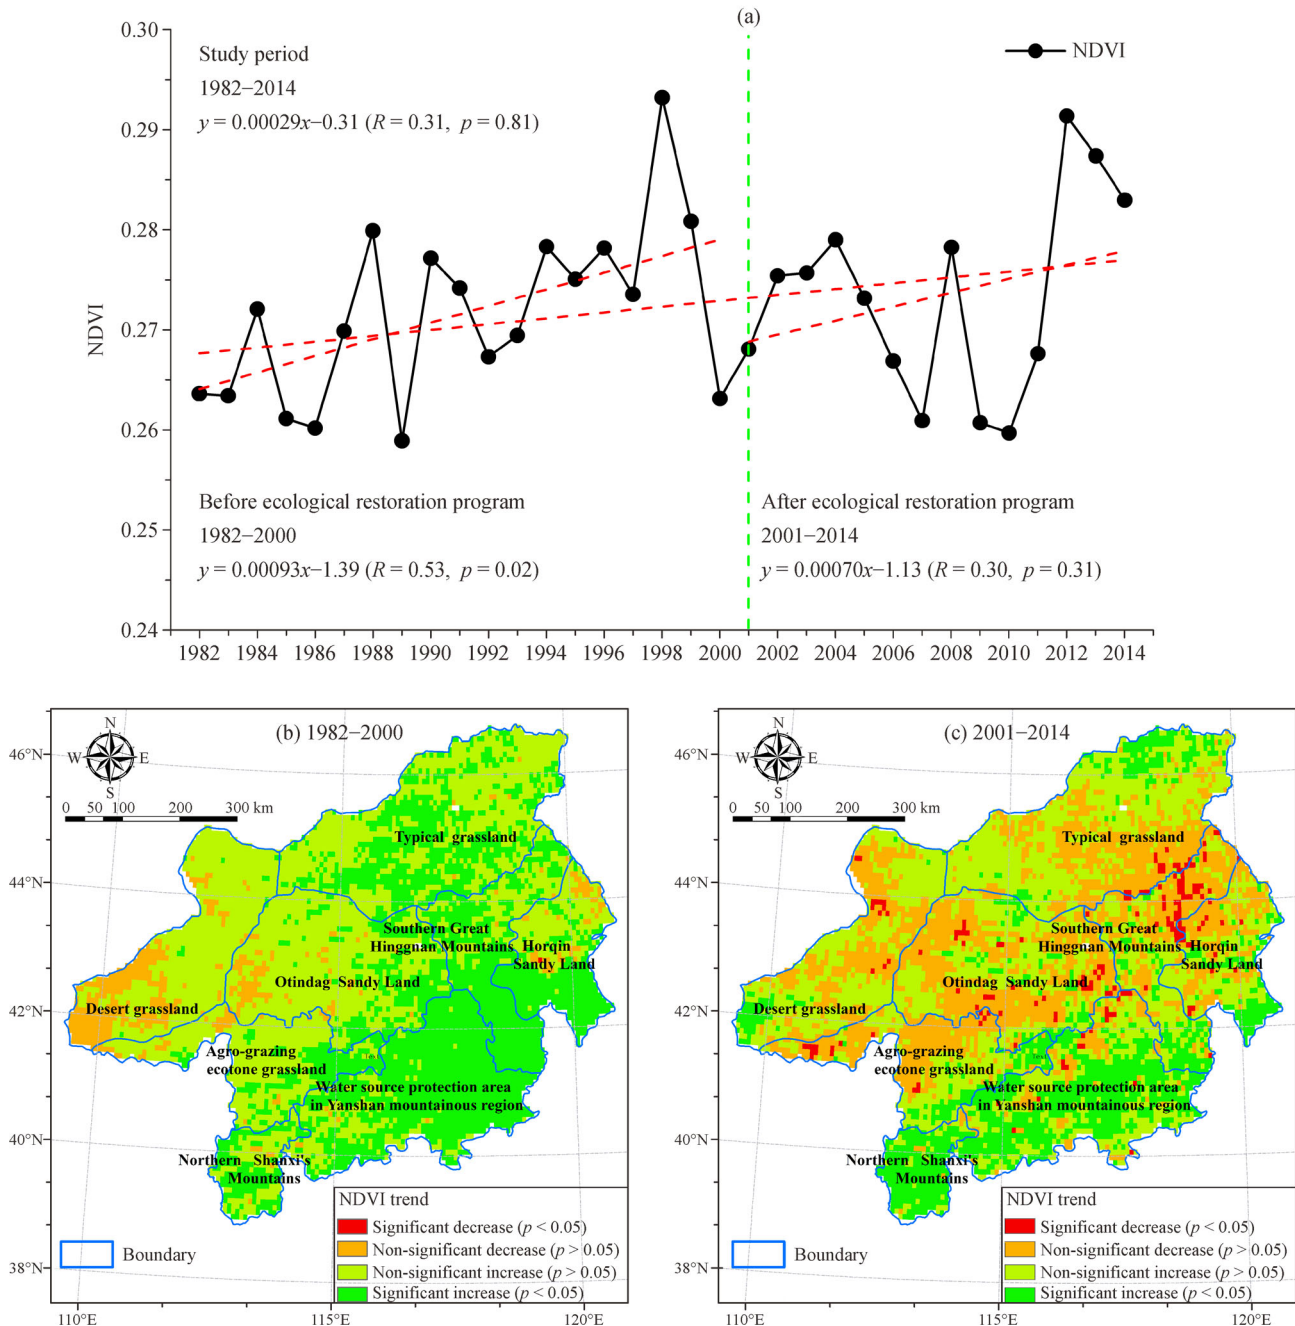 (a)
0.30
0.29
0.28
0.27
0.26
0.25
0.24
NDVI
Study period
1982−2014
y = 0.00029x−0.31 (R = 0.31, p = 0.81)
NDVI
Before ecological restoration program
1982−2000
y = 0.00093x−1.39 (R = 0.53, p = 0.02)
After ecological restoration program
2001−2014
y = 0.00070x−1.13 (R = 0.30, p = 0.31)
1982 1984 1986 1988 1990 1992 1994 1996 1998 2000 2002 2004 2006 2008 2010 2012 2014
(b) 1982−2000
N
W E
S
0 50 100 200 300 km
46°N
44°N
42°N
40°N
38°N
Typical grassland
Southern Great
Hinggnan Mountains
Horqin
Sandy Land
Otindag Sandy Land
Desert grassland
Agro-grazing
ecotone grassland
Text
Water source protection area
in Yanshan mountainous region
Northern Shanxi's
Mountains
Boundary
NDVI trend
Significant decrease (p < 0.05)
Non-significant decrease (p > 0.05)
Non-significant increase (p > 0.05)
Significant increase (p < 0.05)
110°E 115°E 120°E
(c) 2001−2014
N
W E
S
0 50 100 200 300 km
46°N
44°N
42°N
40°N
38°N
Typical grassland
Southern Great
Hinggnan Mountains
Horqin
Sandy Land
Otindag Sandy Land
Desert grassland
Agro-grazing
ecotone grassland
Text
Water source protection area
in Yanshan mountainous region
Northern Shanxi's
Mountains
Boundary
NDVI trend
Significant decrease (p < 0.05)
Non-significant decrease (p > 0.05)
Non-significant increase (p > 0.05)
Significant increase (p < 0.05)
110°E 115°E 120°E